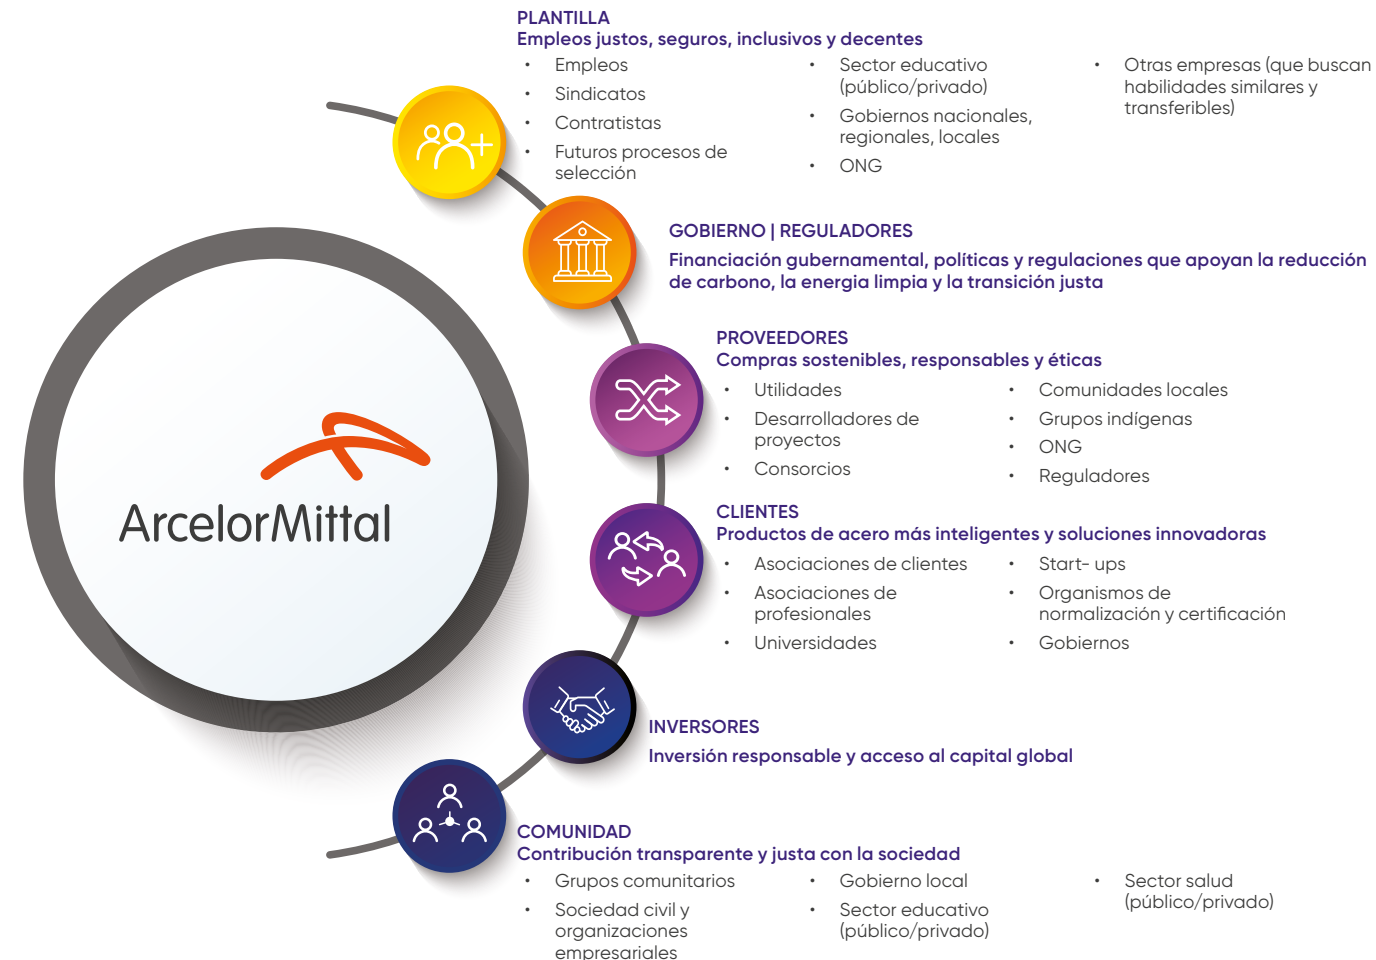 PLANTILLA
Empleos justos, seguros, inclusivos y decentes
• Empleos
• Sindicatos
• Contratistas
• Futuros procesos de
selección
• Sector educativo
(público/privado)
• Gobiernos nacionales,
regionales, locales
• ONG
• Otras empresas (que buscan
habilidades similares y
transferibles)
GOBIERNO | REGULADORES
Financiación gubernamental, políticas y regulaciones que apoyan la reducción
de carbono, la energia limpia y la transición justa
PROVEEDORES
Compras sostenibles, responsables y éticas
• Utilidades
• Desarrolladores de
proyectos
• Consorcios
• Comunidades locales
• Grupos indígenas
• ONG
• Reguladores
ArcelorMittal
CLIENTES
Productos de acero más inteligentes y soluciones innovadoras
• Asociaciones de clientes
• Asociaciones de
profesionales
• Universidades
• Start- ups
• Organismos de
normalización y certificación
• Gobiernos
INVERSORES
Inversión responsable y acceso al capital global
COMUNIDAD
Contribución transparente y justa con la sociedad
• Grupos comunitarios
• Sociedad civil y
organizaciones
empresariales
• Gobierno local
• Sector educativo
(público/privado)
• Sector salud
(público/privado)